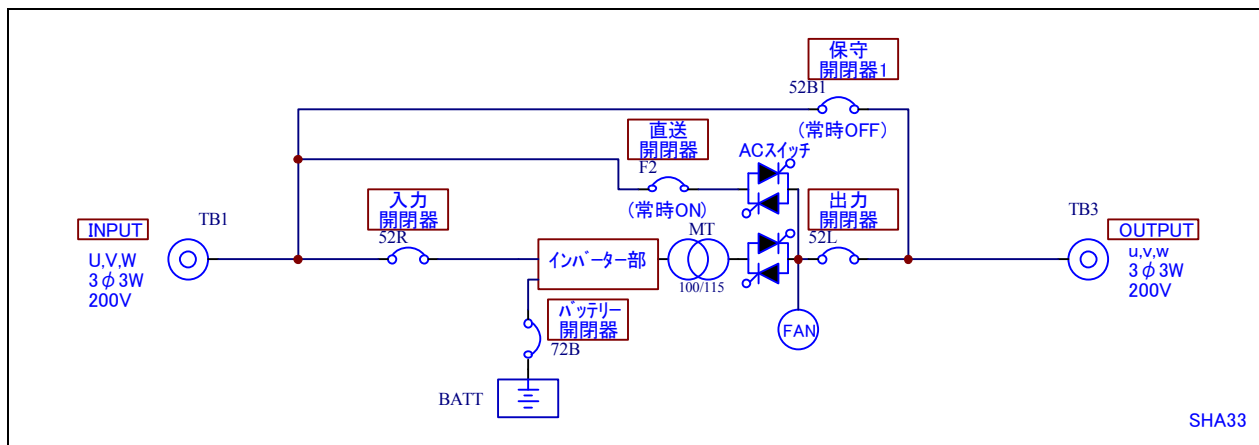 保守
開閉器1
52B1
(常時OFF)
直送
開閉器
F2
(常時ON)
ACスイッチ
入力
開閉器
52R
INPUT
U,V,W
3φ3W
200V
TB1
インバーター部
MT
100/115
出力
開閉器
52L
TB3
OUTPUT
u,v,w
3φ3W
200V
バッテリー
開閉器
72B
FAN
BATT
SHA33